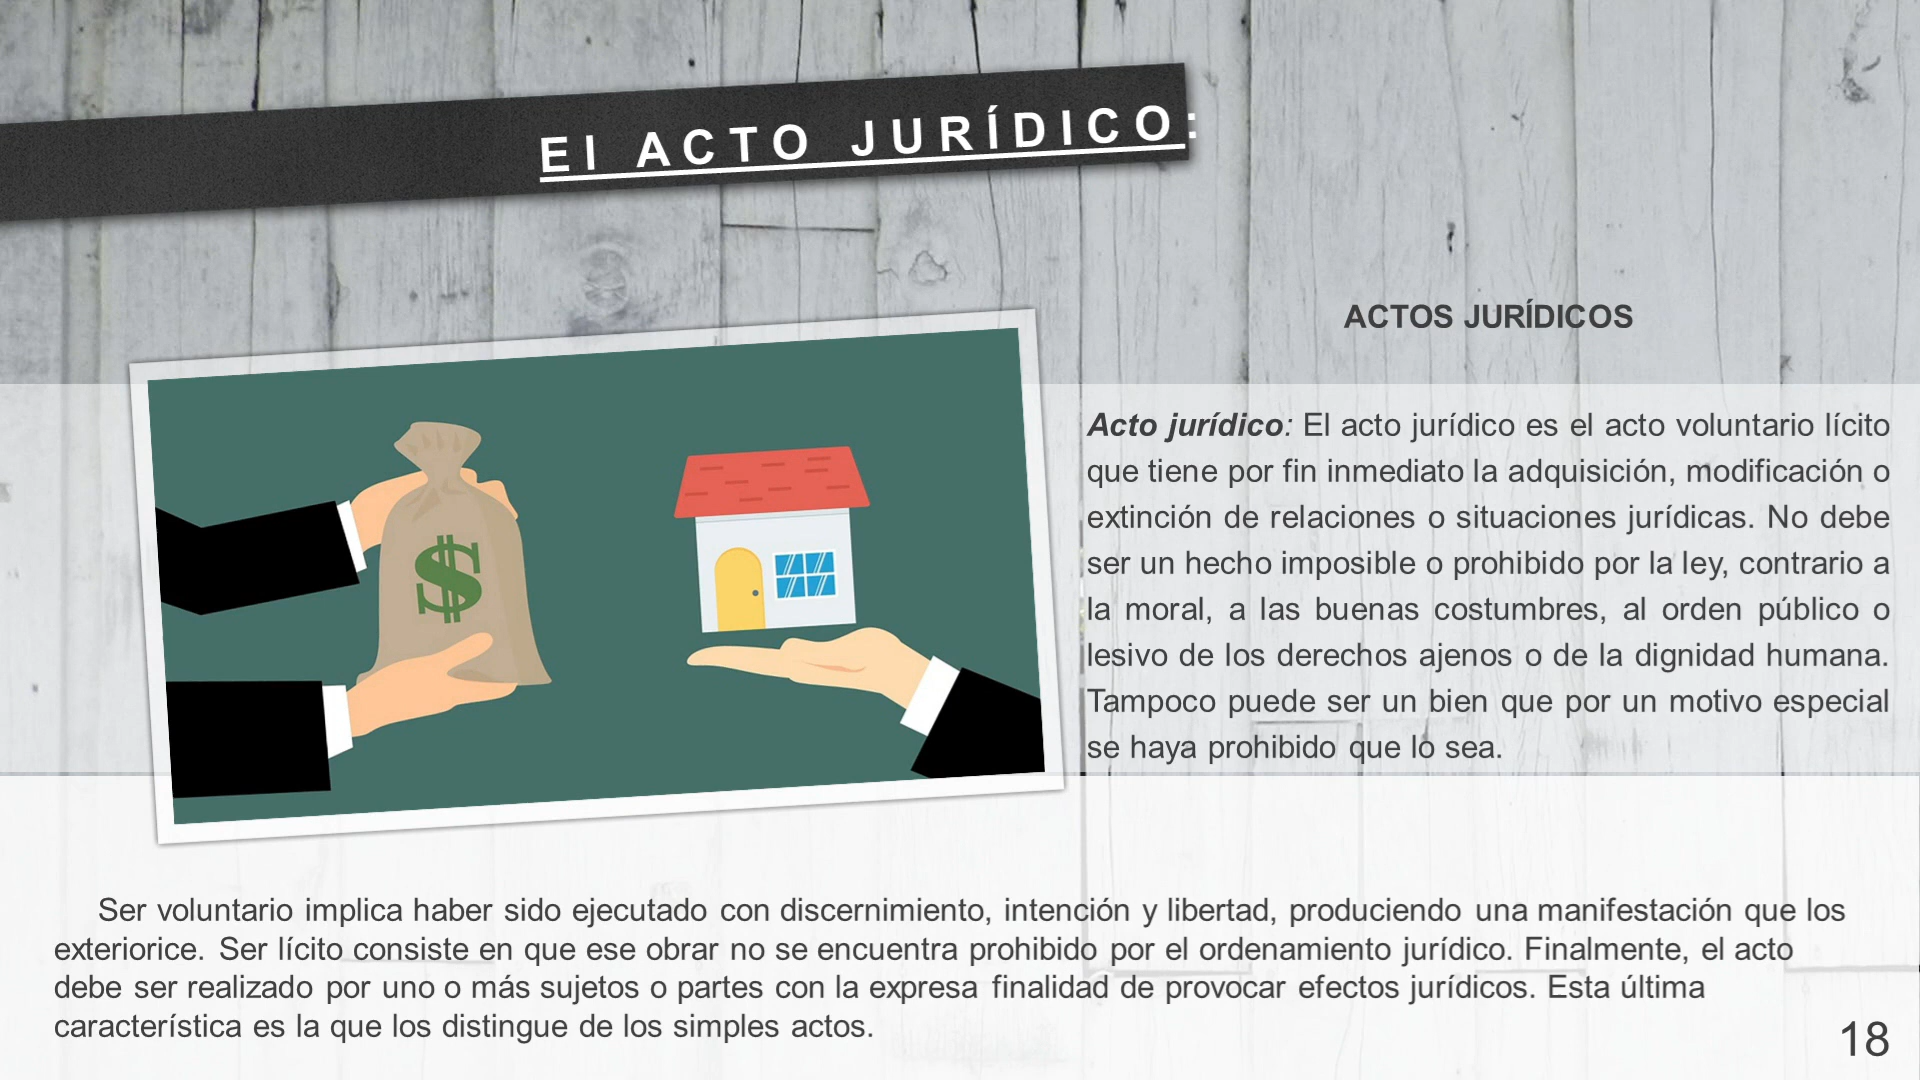 El ACTO JURÍDICO:
ACTOS JURÍDICOS
Acto jurídico: El acto jurídico es el acto voluntario lícito
que tiene por fin inmediato la adquisición, modificación o
extinción de relaciones o situaciones jurídicas. No debe
ser un hecho imposible o prohibido por la ley, contrario a
la moral, a las buenas costumbres, al orden público o
lesivo de los derechos ajenos o de la dignidad humana.
Tampoco puede ser un bien que por un motivo especial
se haya prohibido que lo sea.
$
Ser voluntario implica haber sido ejecutado con discernimiento, intención y libertad, produciendo una manifestación que los
exteriorice. Ser lícito consiste en que ese obrar no se encuentra prohibido por el ordenamiento jurídico. Finalmente, el acto
debe ser realizado por uno o más sujetos o partes con la expresa finalidad de provocar efectos jurídicos. Esta última
característica es la que los distingue de los simples actos.
18